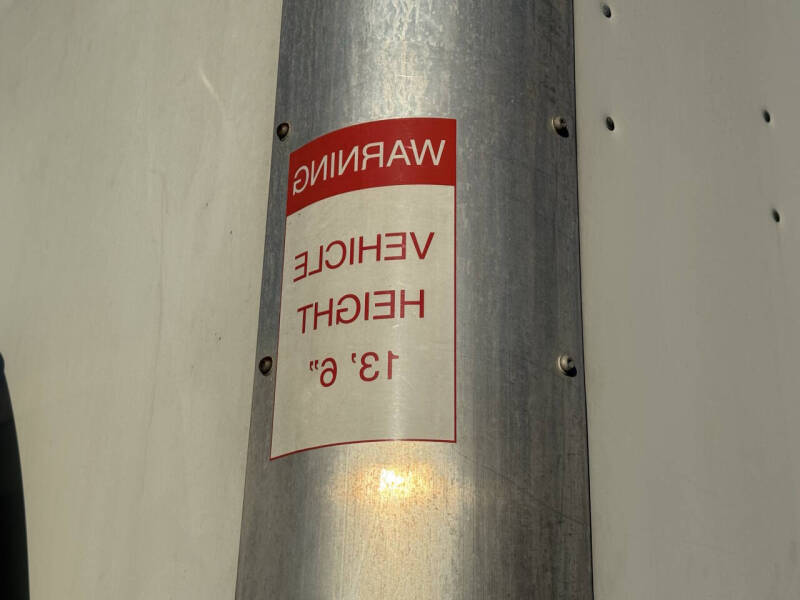 WARNING
VEHICLE
HEIGHT
13’ 6”